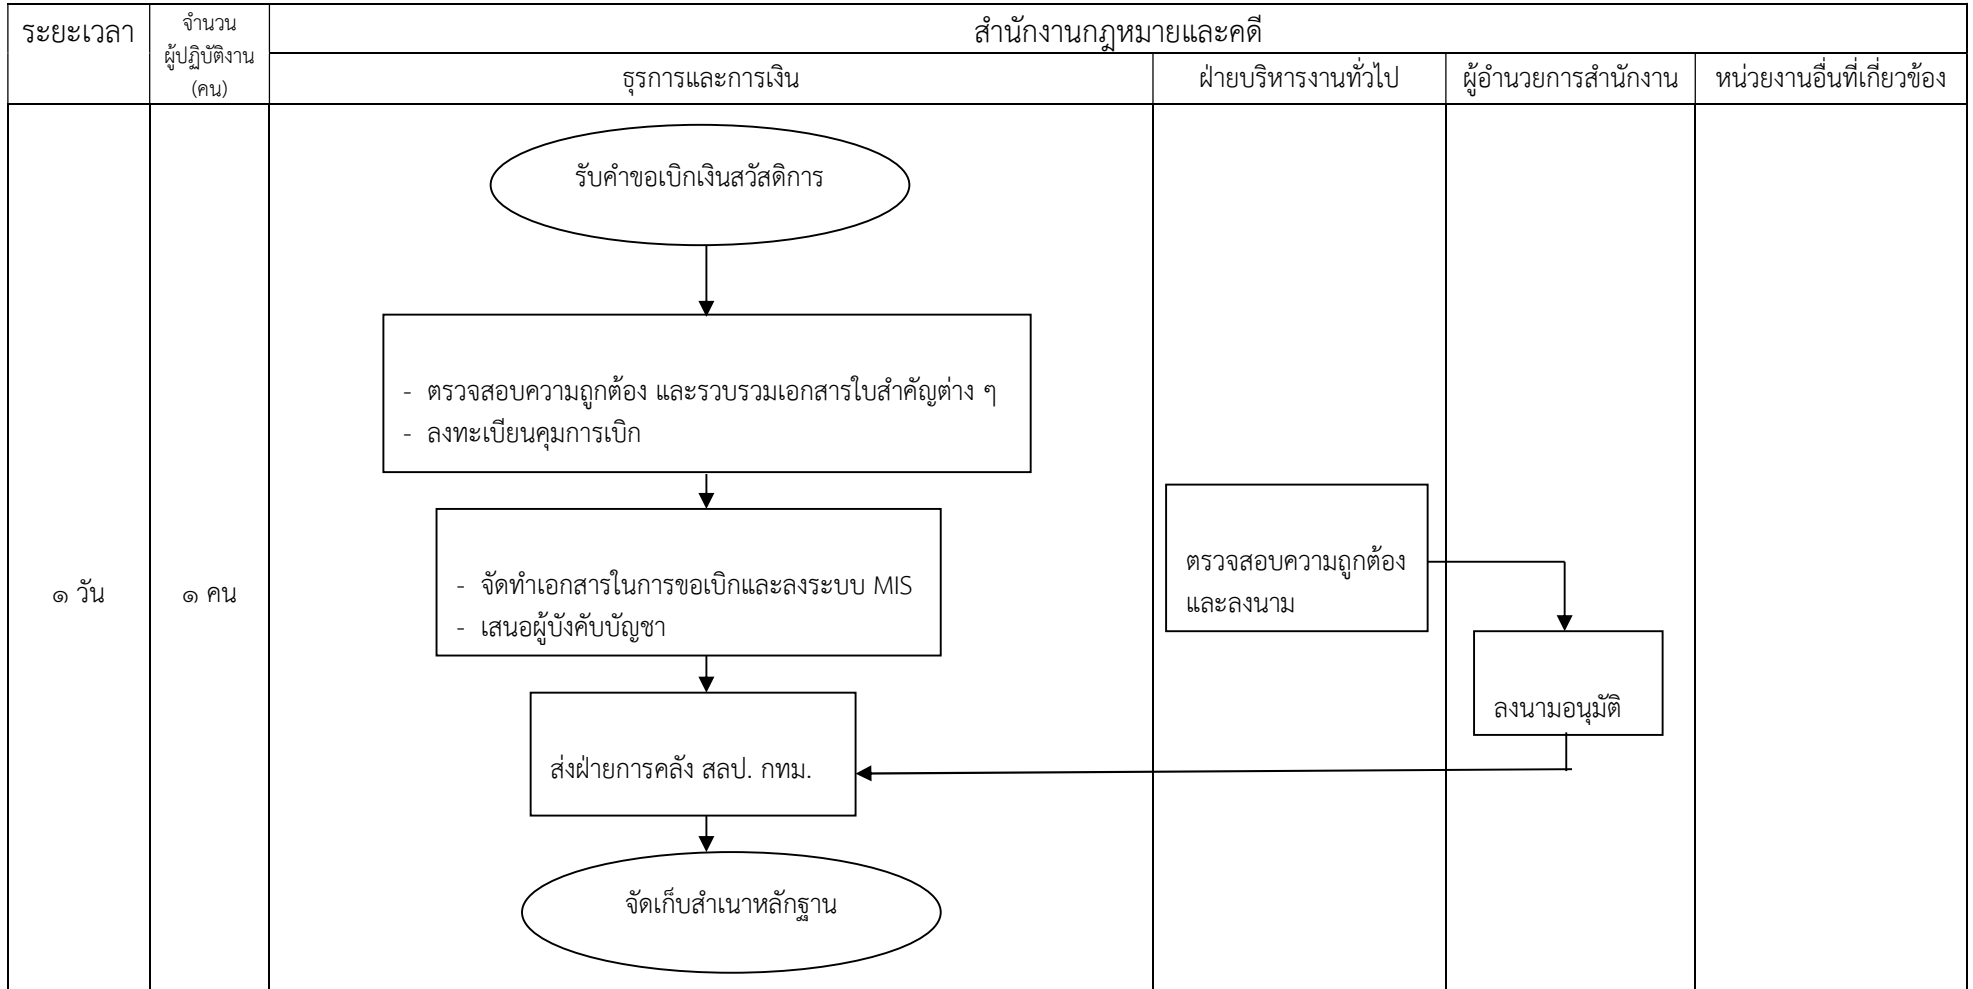 ระยะเวลา
จำนวน
ผู้ปฏิบัติงาน
(คน)
สำนักงานกฎหมายและคดี
ธุรการและการเงิน
ฝ่ายบริหารงานทั่วไป
ผู้อำนวยการสำนักงาน
หน่วยงานอื่นที่เกี่ยวข้อง
รับคำขอเบิกเงินสวัสดิการ
- ตรวจสอบความถูกต้อง และรวบรวมเอกสารใบสำคัญต่าง ๆ
- ลงทะเบียนคุมการเบิก
๑ วัน
๑ คน
- จัดทำเอกสารในการขอเบิกและลงระบบ MIS
- เสนอผู้บังคับบัญชา
ตรวจสอบความถูกต้อง
และลงนาม
ลงนามอนุมัติ
ส่งฝ่ายการคลัง สลป. กทม.
จัดเก็บสำเนาหลักฐาน